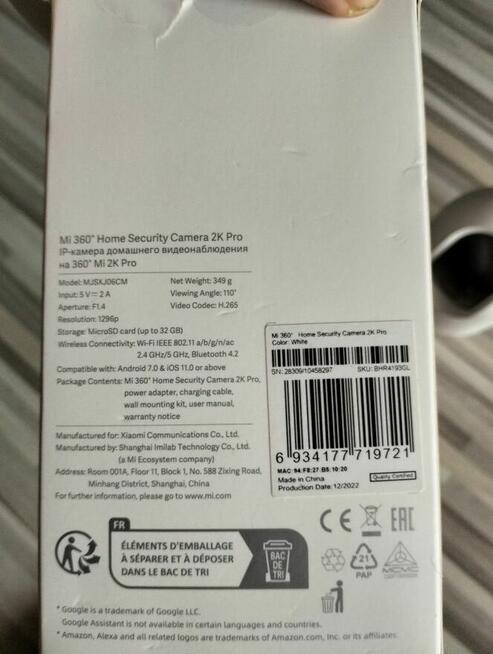 Mi 360° Home Security Camera 2K Pro
IP-камера домашнего видеонаблюдения
на 360° Mi 2K Pro
Model: MJSXJ06CM
Net Weight: 349 g
Input: 5 V⎓2 A
Viewing Angle: 110°
Aperture: F1.4
Video Codec: H.265
Resolution: 1296p
Storage: MicroSD card (up to 32 GB)
Wireless Connectivity: Wi-Fi IEEE 802.11 a/b/g/n/ac
2.4 GHz/5 GHz, Bluetooth 4.2
Compatible with: Android 7.0 & iOS 11.0 or above
Package Contents: Mi 360° Home Security Camera 2K Pro,
power adapter, charging cable,
wall mounting kit, user manual,
warranty notice
Manufactured for: Xiaomi Communications Co., Ltd.
Manufactured by: Shanghai Imilab Technology Co., Ltd.
(a Mi Ecosystem company)
Address: Room 001A, Floor 11, Block 1, No. 588 Zixing Road,
Minhang District, Shanghai, China
For further information, please go to www.mi.com
Mi 360° Home Security Camera 2K Pro
Color: White
SN: 28309/10458297
SKU: BHR4193GL
6 934177 719721
MAC: 94:F8:27:B5:10:20
Made in China
Quality Certified
Production Date: 12/2022
FR
ÉLÉMENTS D'EMBALLAGE
À SÉPARER ET À DÉPOSER
DANS LE BAC DE TRI
BAC
DE
TRI
CE
EAC
21
PAP
MCMC
* Google is a trademark of Google LLC.
Google Assistant is not available in certain languages and countries.
* Amazon, Alexa and all related logos are trademarks of Amazon.com, Inc. or its affiliates.